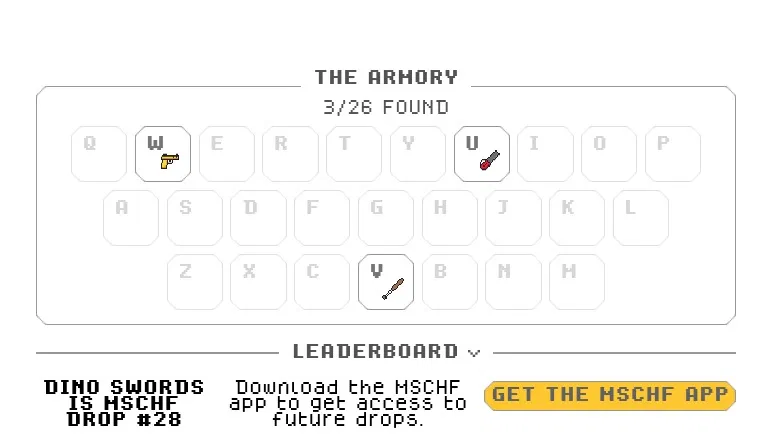 THE ARMORY
3/26 FOUND
Q W E R T Y U I O P
A S D F G H J K L
Z X C V B N M
LEADERBOARD
DINO SWORDS
IS MSCHF
DROP #28
Download the MSCHF
app to get access to
future drops.
GET THE MSCHF APP